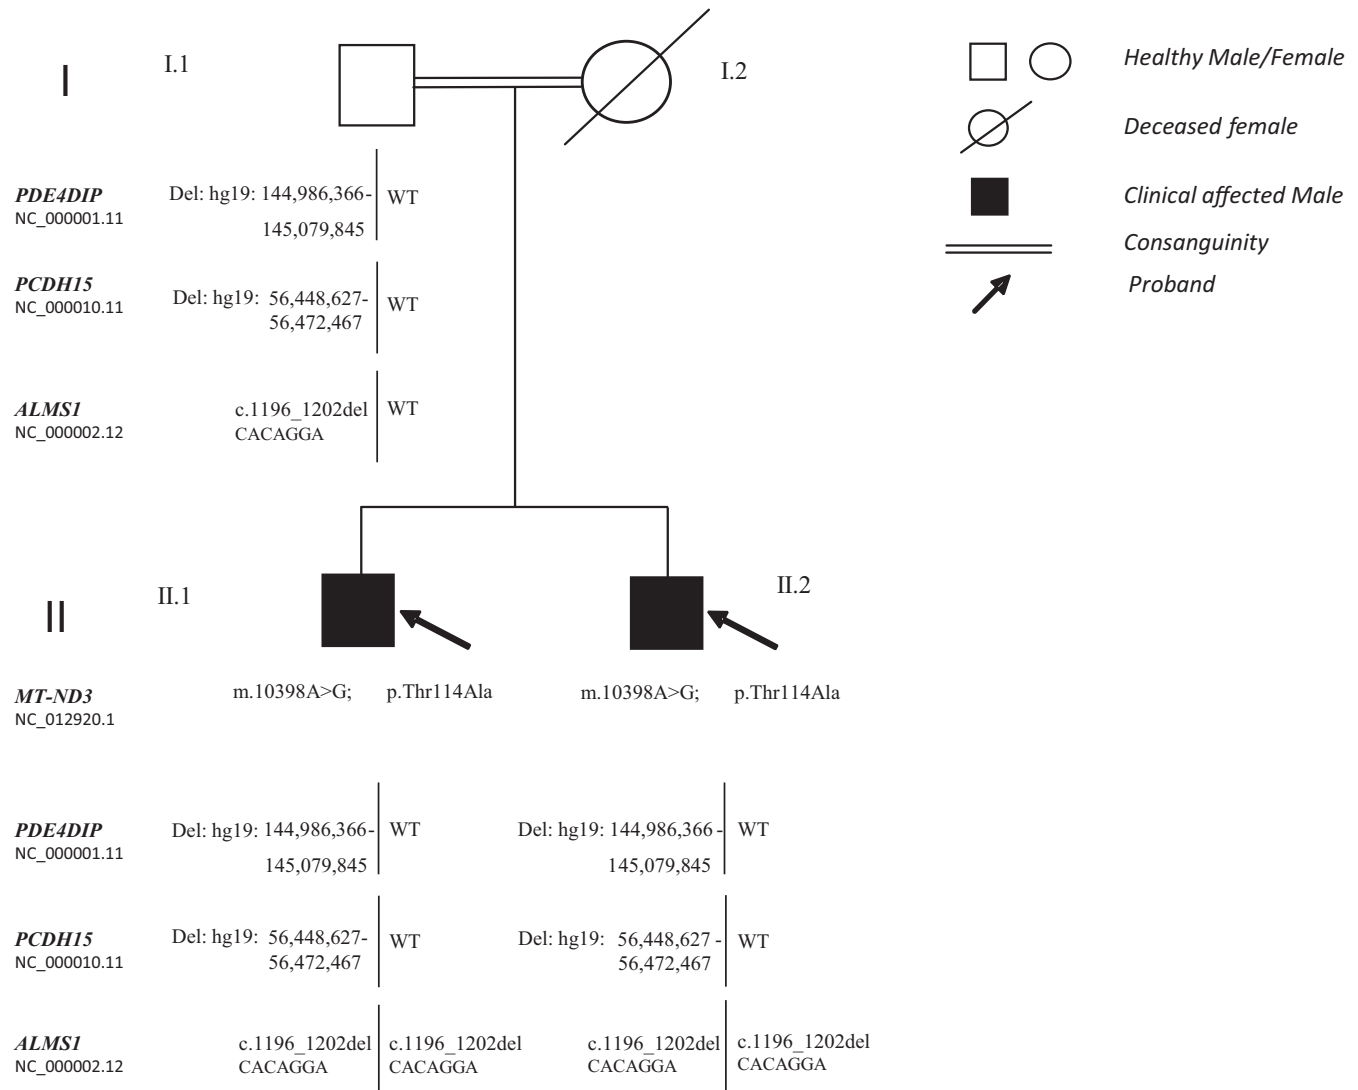 I
I.1
I.2
Healthy Male/Female
Deceased female
Clinical affected Male
Consanguinity
Proband
PDE4DIP
NC_000001.11
Del: hg19: 144,986,366-
145,079,845
WT
PCDH15
NC_000010.11
Del: hg19: 56,448,627-
56,472,467
WT
ALMS1
NC_000002.12
c.1196_1202del
CACAGGA
WT
II
II.1
II.2
MT-ND3
NC_012920.1
m.10398A>G; p.Thr114Ala
m.10398A>G; p.Thr114Ala
PDE4DIP
NC_000001.11
Del: hg19: 144,986,366-
145,079,845
WT
Del: hg19: 144,986,366-
145,079,845
WT
PCDH15
NC_000010.11
Del: hg19: 56,448,627-
56,472,467
WT
Del: hg19: 56,448,627-
56,472,467
WT
ALMS1
NC_000002.12
c.1196_1202del
CACAGGA
c.1196_1202del
CACAGGA
c.1196_1202del
CACAGGA
c.1196_1202del
CACAGGA